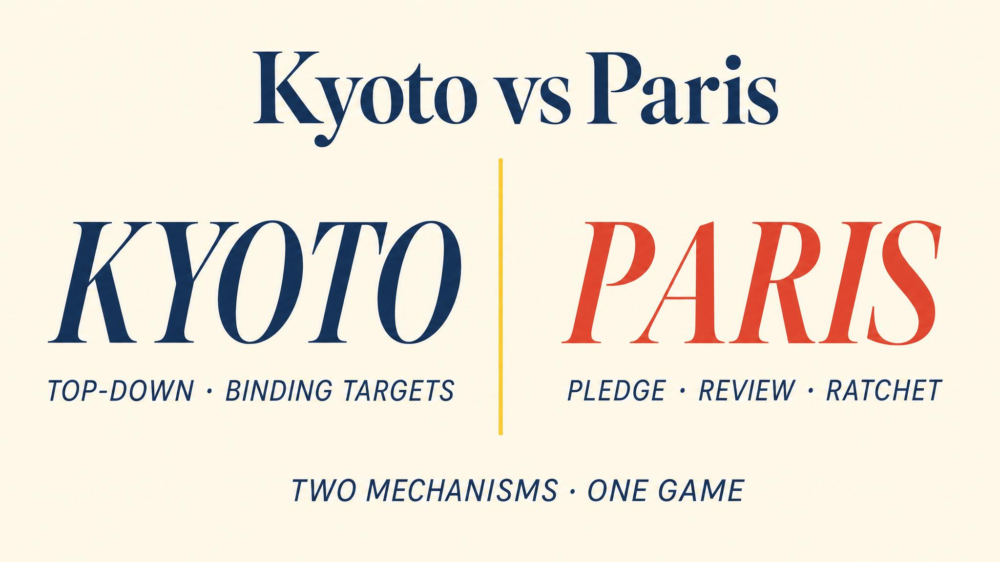 Kyoto vs Paris
KYOTO
TOP-DOWN · BINDING TARGETS
PARIS
PLEDGE · REVIEW · RATCHET
TWO MECHANISMS · ONE GAME